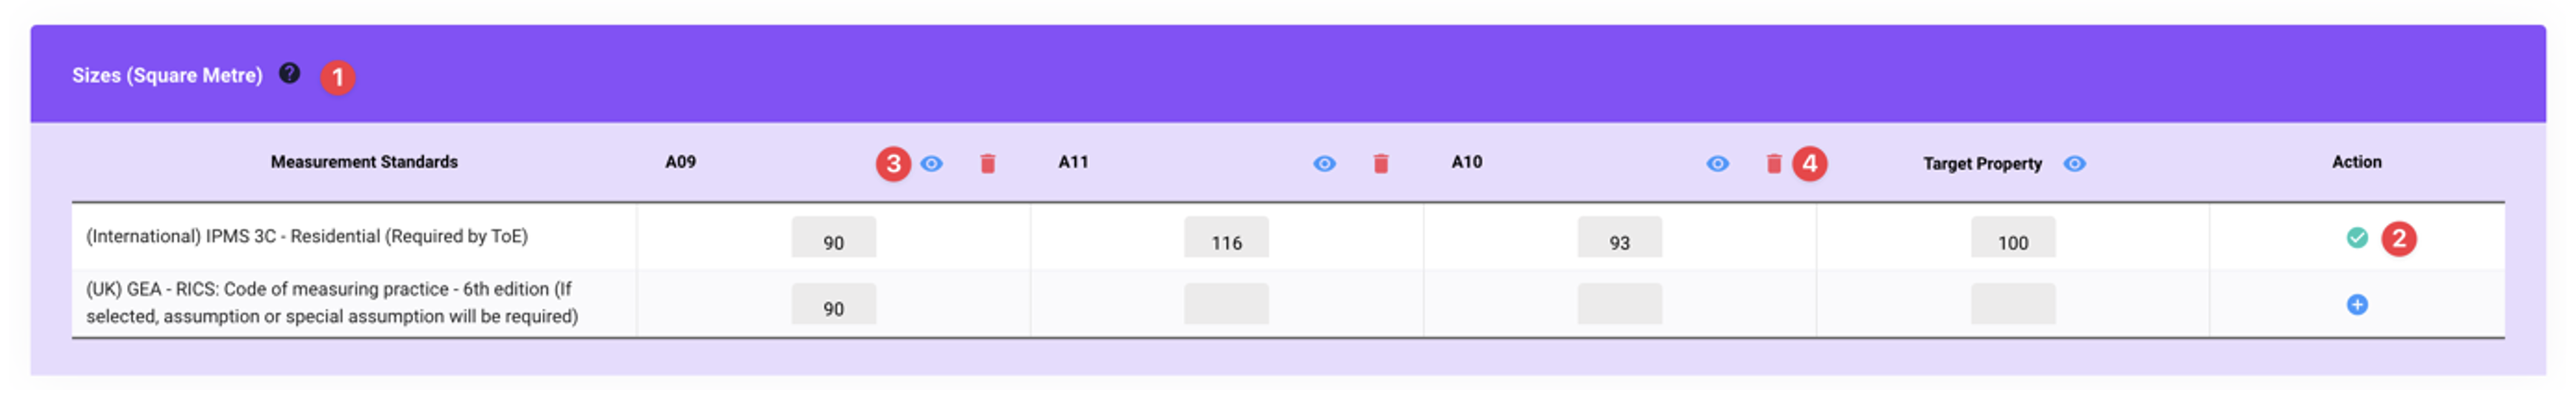 Sizes (Square Metre) ? 1
Measurement Standards A09 3 A11 A10 4 Target Property Action
(International) IPMS 3C - Residential (Required by ToE) 90 116 93 100 2
(UK) GEA - RICS: Code of measuring practice - 6th edition (If
selected, assumption or special assumption will be required) 90